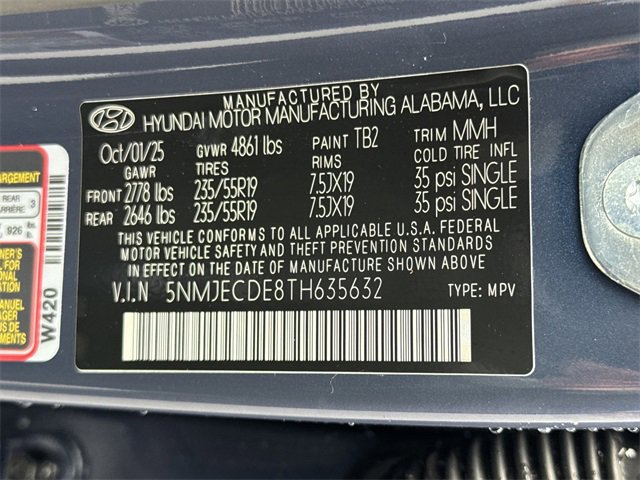 MANUFACTURED BY
HYUNDAI MOTOR MANUFACTURING ALABAMA, LLC
Oct/01/25 GVWR 4861 lbs PAINT TB2 TRIM MMH
GAWR TIRES RIMS COLD TIRE INFL
FRONT 2778 lbs 235/55R19 7.5JX19 35 psi SINGLE
REAR 2646 lbs 235/55R19 7.5JX19 35 psi SINGLE
THIS VEHICLE CONFORMS TO ALL APPLICABLE U.S.A. FEDERAL
MOTOR VEHICLE SAFETY AND THEFT PREVENTION STANDARDS
IN EFFECT ON THE DATE OF MANUFACTURE SHOWN ABOVE.
V.I.N 5NMJECDE8TH635632 TYPE: MPV
REAR 3
926
W420